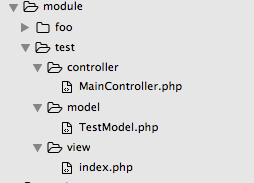 module
foo
test
controller
MainController.php
model
TestModel.php
view
index.php